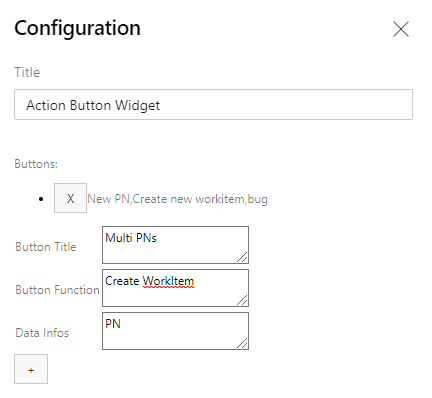 Configuration
Title
Action Button Widget
Buttons:
X New PN,Create new workitem,bug
Button Title Multi PNs
Button Function Create WorkItem
Data Infos PN
+